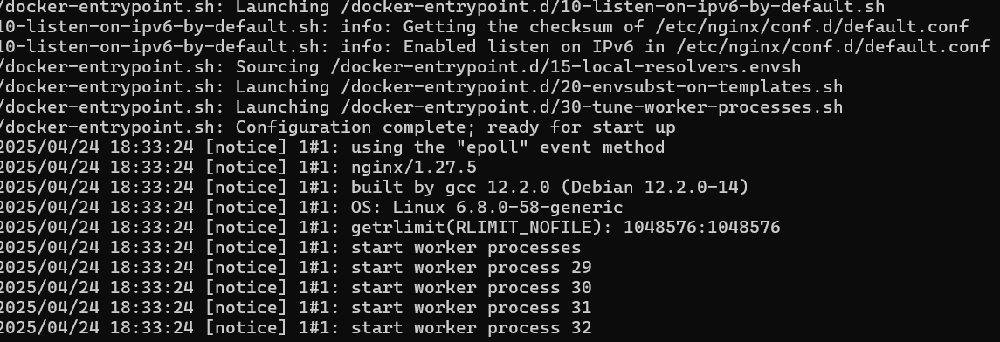 /docker-entrypoint.sh: Launching /docker-entrypoint.d/10-listen-on-ipv6-by-default.sh
10-listen-on-ipv6-by-default.sh: info: Getting the checksum of /etc/nginx/conf.d/default.conf
10-listen-on-ipv6-by-default.sh: info: Enabled listen on IPv6 in /etc/nginx/conf.d/default.conf
/docker-entrypoint.sh: Sourcing /docker-entrypoint.d/15-local-resolvers.envsh
/docker-entrypoint.sh: Launching /docker-entrypoint.d/20-envsubst-on-templates.sh
/docker-entrypoint.sh: Launching /docker-entrypoint.d/30-tune-worker-processes.sh
/docker-entrypoint.sh: Configuration complete; ready for start up
2025/04/24 18:33:24 [notice] 1#1: using the "epoll" event method
2025/04/24 18:33:24 [notice] 1#1: nginx/1.27.5
2025/04/24 18:33:24 [notice] 1#1: built by gcc 12.2.0 (Debian 12.2.0-14)
2025/04/24 18:33:24 [notice] 1#1: OS: Linux 6.8.0-58-generic
2025/04/24 18:33:24 [notice] 1#1: getrlimit(RLIMIT_NOFILE): 1048576:1048576
2025/04/24 18:33:24 [notice] 1#1: start worker processes
2025/04/24 18:33:24 [notice] 1#1: start worker process 29
2025/04/24 18:33:24 [notice] 1#1: start worker process 30
2025/04/24 18:33:24 [notice] 1#1: start worker process 31
2025/04/24 18:33:24 [notice] 1#1: start worker process 32